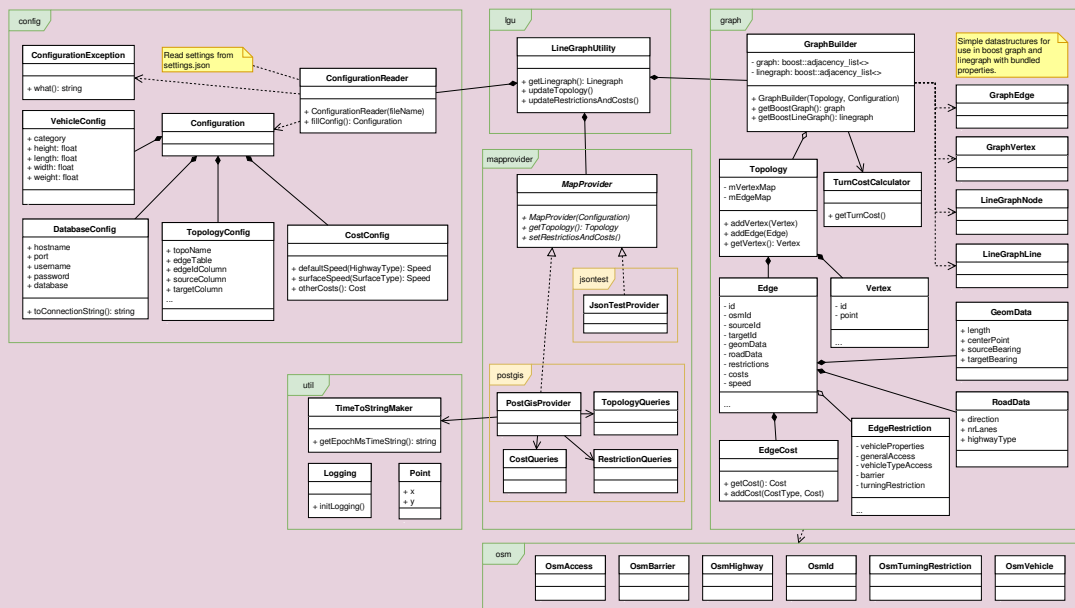 config
ConfigurationException
+ what(): string
Read settings from
settings.json
ConfigurationReader
+ ConfigurationReader(fileName)
+ fillConfig(): Configuration
VehicleConfig
+ category
+ height: float
+ length: float
+ width: float
+ weight: float
...
Configuration
DatabaseConfig
+ hostname
+ port
+ username
+ password
+ database
+ toConnectionString(): string
TopologyConfig
+ topoName
+ edgeTable
+ edgeIdColumn
+ sourceColumn
+ targetColumn
...
CostConfig
+ defaultSpeed(HighwayType): Speed
+ surfaceSpeed(SurfaceType): Speed
+ otherCosts(): Cost
lgu
LineGraphUtility
+ getLinegraph(): Linegraph
+ updateTopology()
+ updateRestrictionsAndCosts()
mapprovider
MapProvider
+ MapProvider(Configuration)
+ getTopology(): Topology
+ setRestrictiosAndCosts()
jsontest
JsonTestProvider
postgis
PostGisProvider
TopologyQueries
CostQueries
RestrictionQueries
util
TimeToStringMaker
+ getEpochMsTimeString(): string
Logging
+ initLogging()
Point
+ x
+ y
graph
GraphBuilder
- graph: boost::adjacency_list<>
- linegraph: boost::adjacency_list<>
+ GraphBuilder(Topology, Configuration)
+ getBoostGraph(): graph
+ getBoostLineGraph(): linegraph
Simple datastructures for
use in boost graph and
linegraph with bundled
properties.
GraphEdge
GraphVertex
LineGraphNode
LineGraphLine
Topology
- mVertexMap
- mEdgeMap
+ addVertex(Vertex)
+ addEdge(Edge)
+ getVertex(): Vertex
TurnCostCalculator
+ getTurnCost()
Edge
- id
- osmId
- sourceId
- targetId
- geomData
- roadData
- restrictions
- costs
- speed
...
Vertex
- id
- point
...
GeomData
+ length
+ centerPoint
+ sourceBearing
+ targetBearing
RoadData
+ direction
+ nrLanes
+ highwayType
EdgeRestriction
- vehicleProperties
- generalAccess
- vehicleTypeAccess
- barrier
- turningRestriction
...
EdgeCost
+ getCost(): Cost
+ addCost(CostType, Cost)
osm
OsmAccess
OsmBarrier
OsmHighway
OsmId
OsmTurningRestriction
OsmVehicle